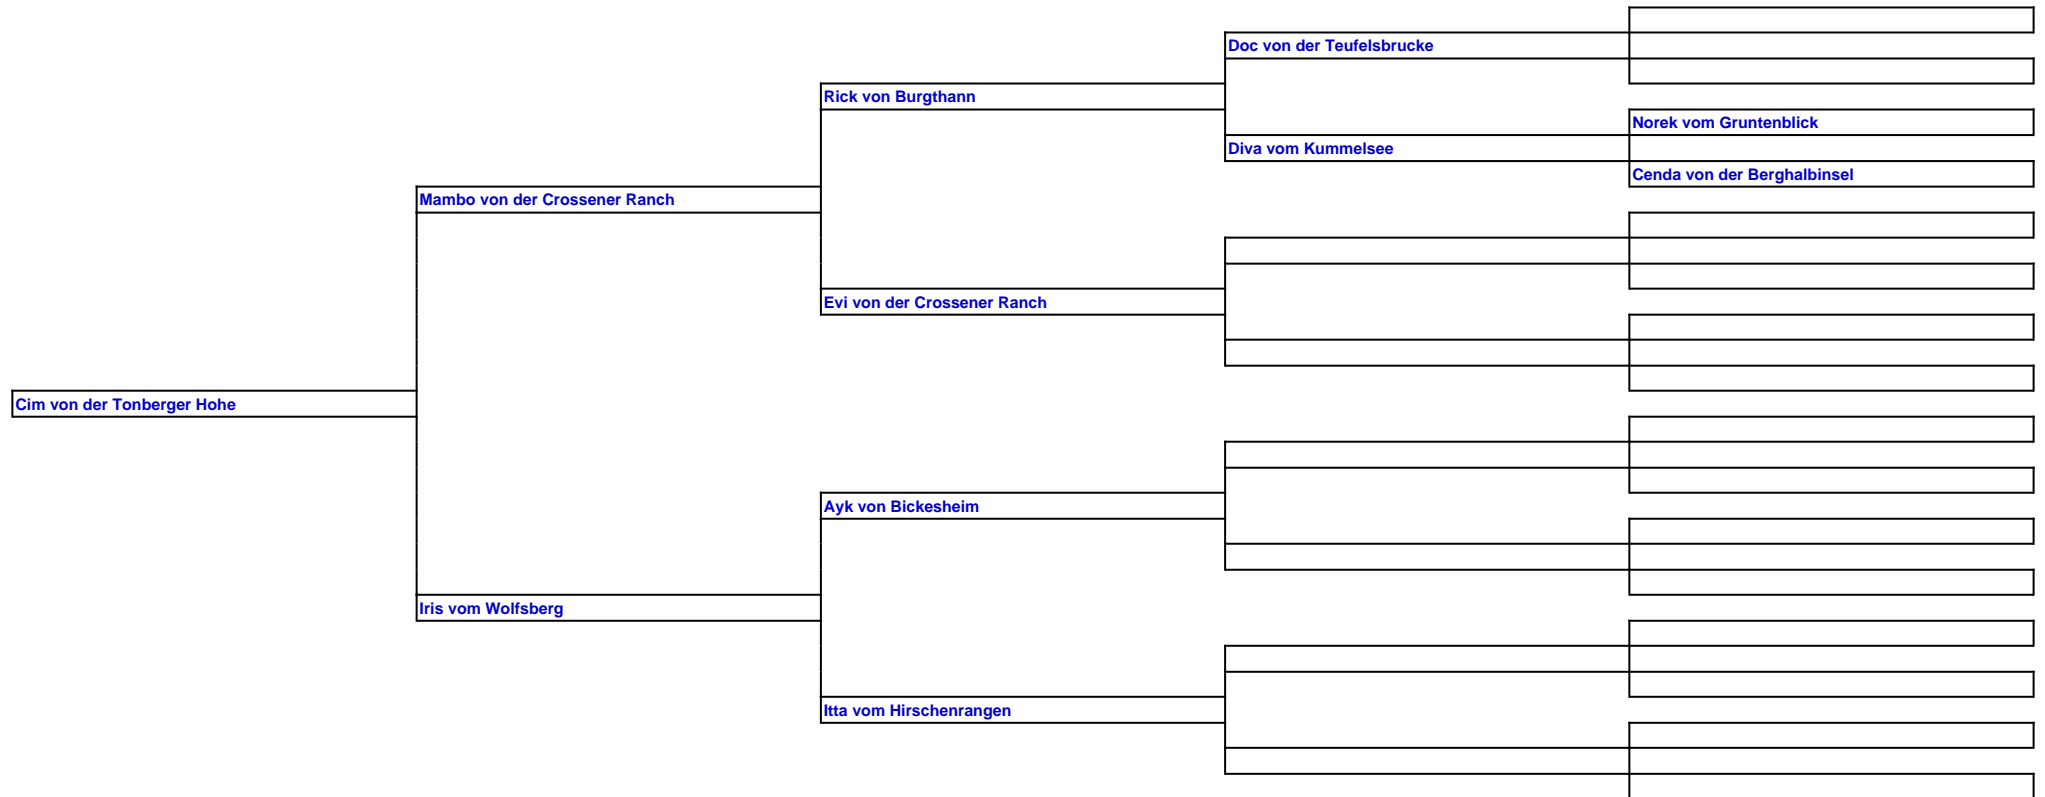 Doc von der Teufelsbrucke
Rick von Burgthann
Norek vom Gruntenblick
Diva vom Kummelsee
Cenda von der Berghalbinsel
Mambo von der Crossener Ranch
Evi von der Crossener Ranch
Cim von der Tonberger Hohe
Ayk von Bickesheim
Iris vom Wolfsberg
Itta vom Hirschenrangen